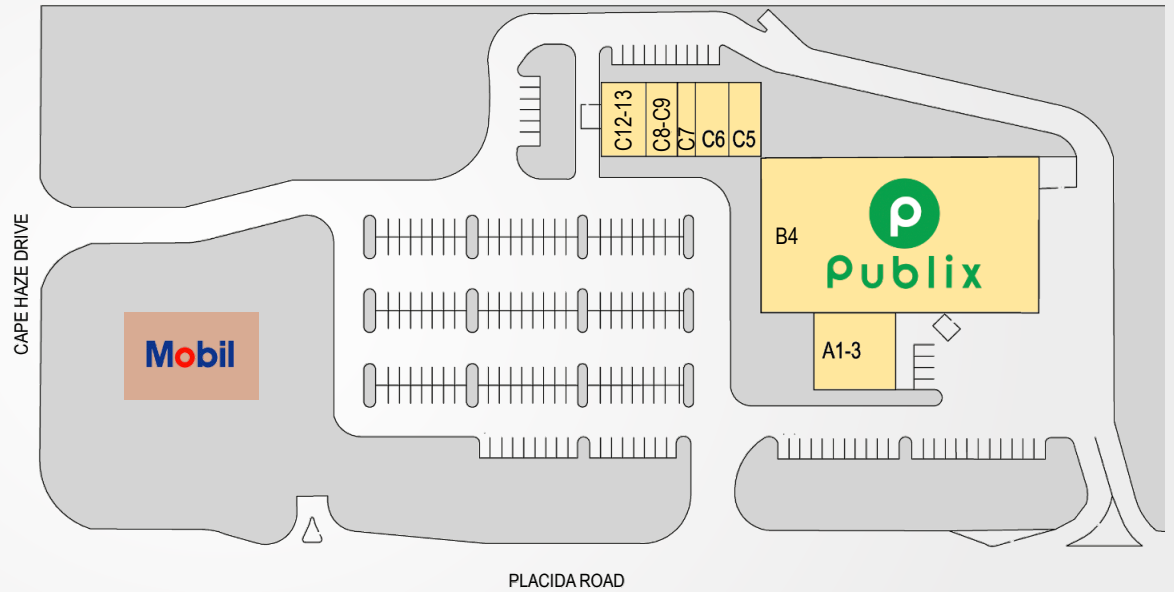 C12-13
C8-C9
C7
C6
C5
B4
p
Publix
A1-3
CAPE HAZE DRIVE
Mobil
PLACIDA ROAD